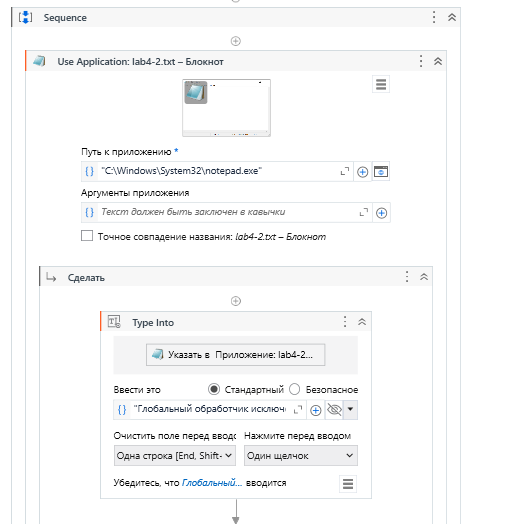 Sequence
Use Application: lab4-2.txt – Блокнот
Путь к приложению *
"C:\Windows\System32\notepad.exe"
Аргументы приложения
Текст должен быть заключен в кавычки
Точное совпадение названия: lab4-2.txt – Блокнот
Сделать
Type Into
Указать в Приложение: lab4-2...
Ввести это Стандартный Безопасное
"Глобальный обработчик исключ
Очистить поле перед вводо Нажмите перед вводом
Одна строка [End, Shift- Один щелчок
Убедитесь, что Глобальный... вводится